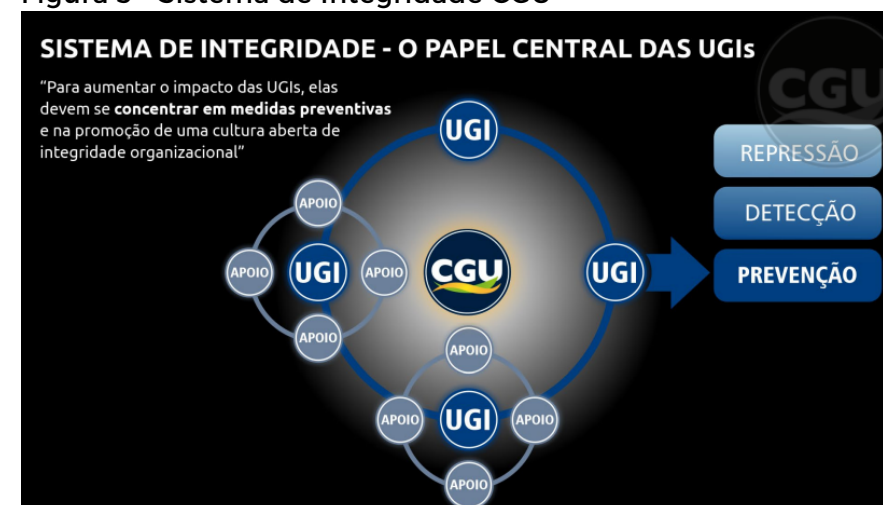 SISTEMA DE INTEGRIDADE - O PAPEL CENTRAL DAS UGIs
“Para aumentar o impacto das UGIs, elas
devem se concentrar em medidas preventivas
e na promoção de uma cultura aberta de
integridade organizacional”
CGU
UGI
REPRESSÃO
DETECÇÃO
PREVENÇÃO
APOIO
APOIO
UGI
APOIO
APOIO
CGU
UGI
APOIO
APOIO
UGI
APOIO
APOIO